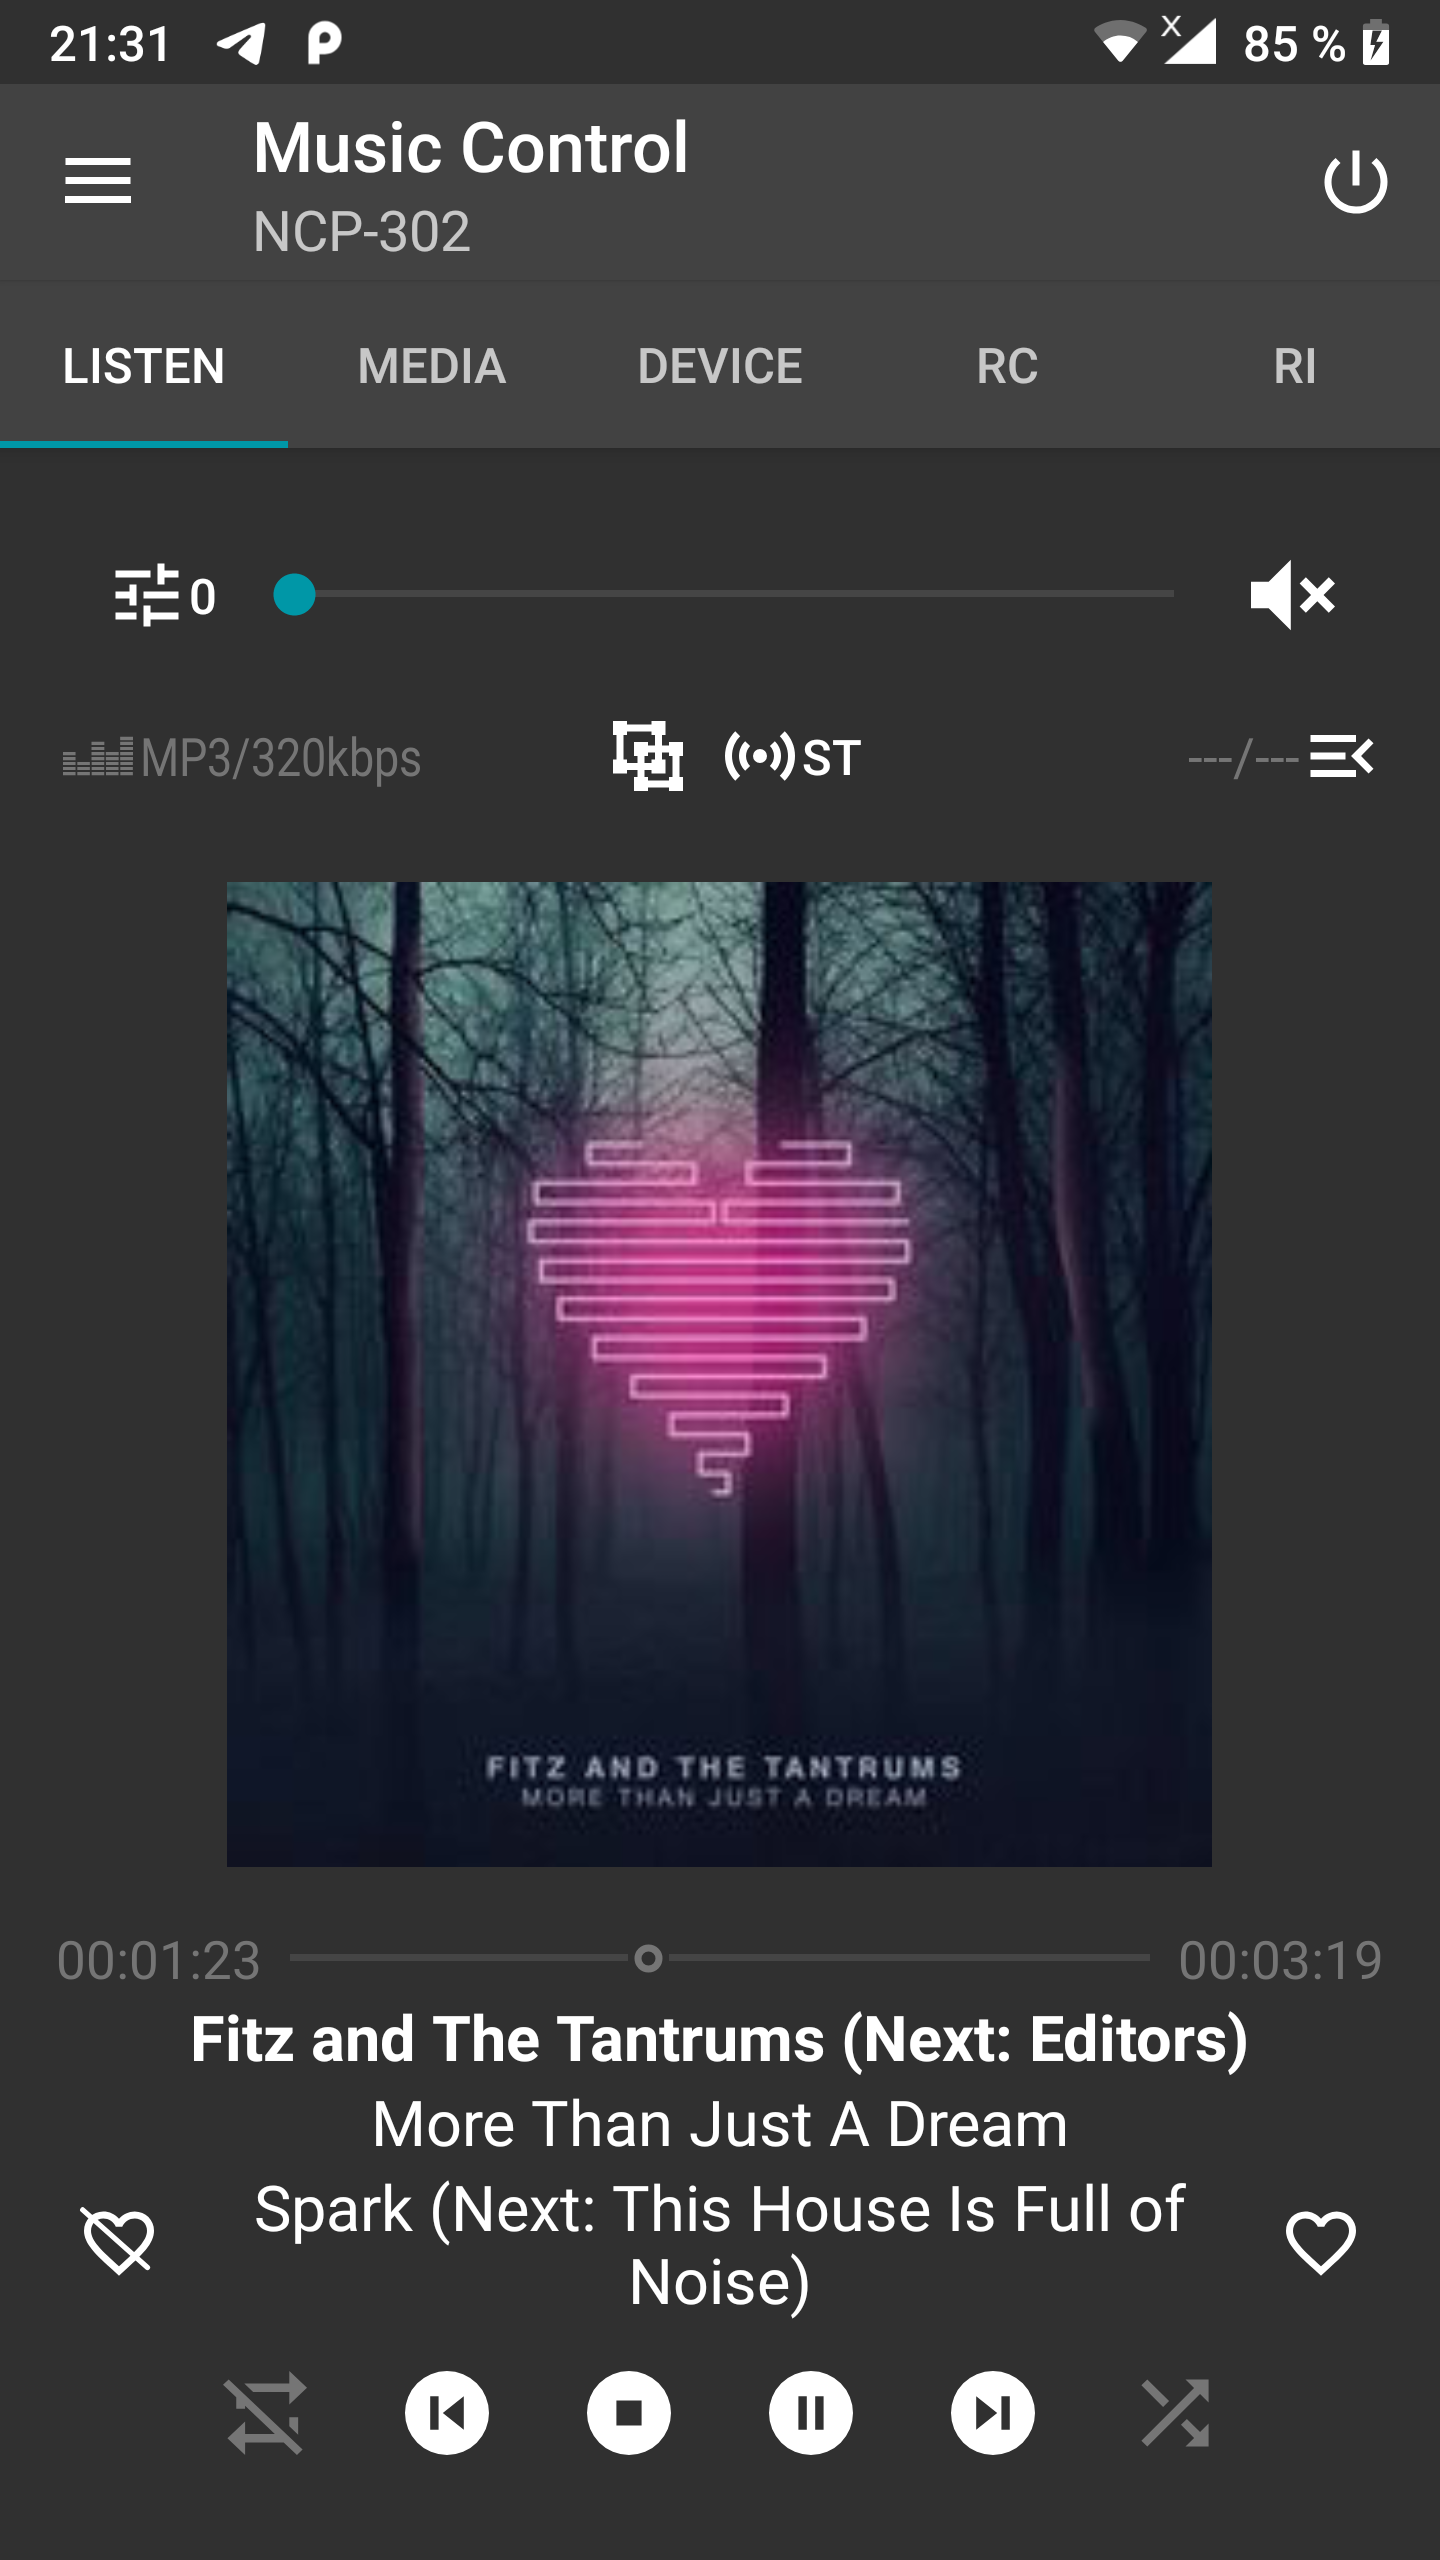 21:31 85 %
Music Control
NCP-302
LISTEN MEDIA DEVICE RC RI
0
MP3/320kbps ST ---/---
FITZ AND THE TANTRUMS
MORE THAN JUST A DREAM
00:01:23 00:03:19
Fitz and The Tantrums (Next: Editors)
More Than Just A Dream
Spark (Next: This House Is Full of
Noise)